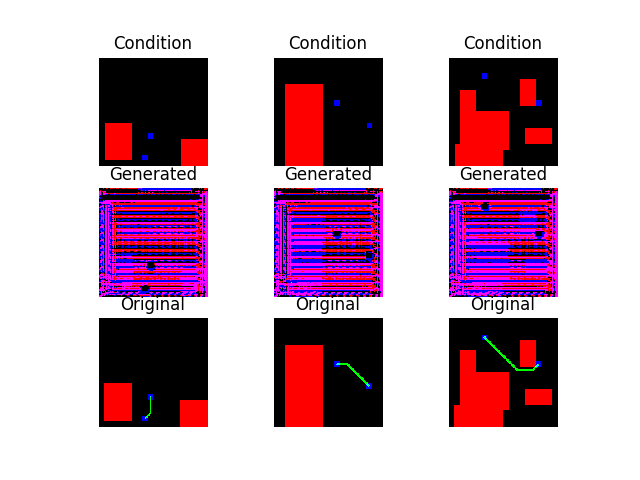 Condition
Condition
Condition
Generated
Generated
Generated
Original
Original
Original